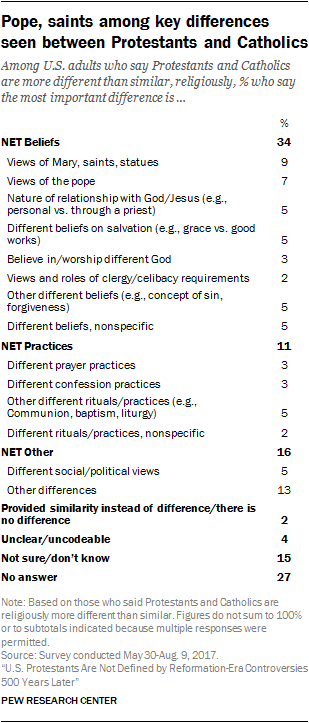 Pope, saints among key differences
seen between Protestants and Catholics
Among U.S. adults who say Protestants and Catholics
are more different than similar, religiously, % who say
the most important difference is ...
%
NET Beliefs 34
Views of Mary, saints, statues 9
Views of the pope 7
Nature of relationship with God/Jesus (e.g.,
personal vs. through a priest) 5
Different beliefs on salvation (e.g., grace vs. good
works) 5
Believe in/worship different God 3
Views and roles of clergy/celibacy requirements 2
Other different beliefs (e.g., concept of sin,
forgiveness) 5
Different beliefs, nonspecific 5
NET Practices 11
Different prayer practices 3
Different confession practices 3
Other different rituals/practices (e.g.,
Communion, baptism, liturgy) 5
Different rituals/practices, nonspecific 2
NET Other 16
Different social/political views 5
Other differences 13
Provided similarity instead of difference/there is
no difference 2
Unclear/uncodeable 4
Not sure/don't know 15
No answer 27
Note: Based on those who said Protestants and Catholics are
religiously more different than similar. Figures do not sum to 100%
or to subtotals indicated because multiple responses were
permitted.
Source: Survey conducted May 30-Aug. 9, 2017.
"U.S. Protestants Are Not Defined by Reformation-Era Controversies
500 Years Later"
PEW RESEARCH CENTER